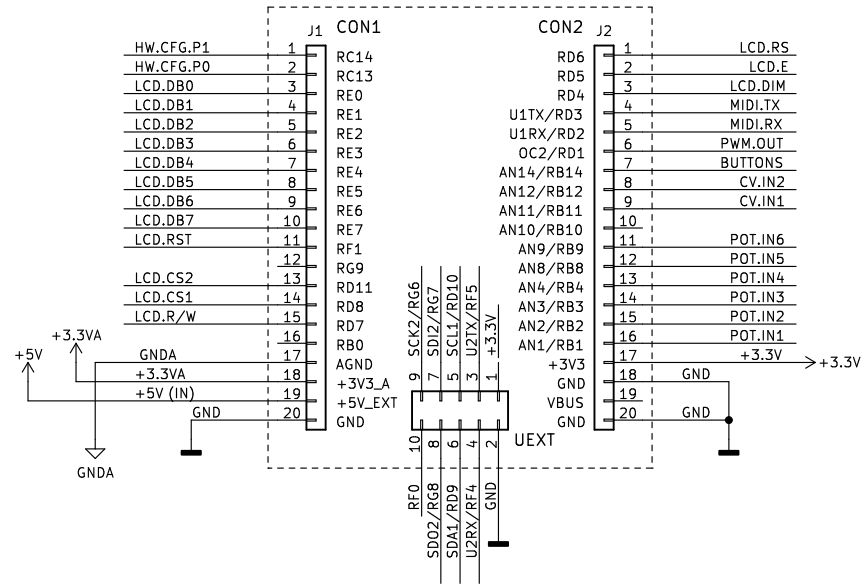 CON1 CON2
J1 J2
HW.CFG.P1 1 RC14 RD6 1 LCD.RS
HW.CFG.P0 2 RC13 RD5 2 LCD.E
LCD.DB0 3 RE0 RD4 3 LCD.DIM
LCD.DB1 4 RE1 U1TX/RD3 4 MIDI.TX
LCD.DB2 5 RE2 U1RX/RD2 5 MIDI.RX
LCD.DB3 6 RE3 OC2/RD1 6 PWM.OUT
LCD.DB4 7 RE4 AN14/RB14 7 BUTTONS
LCD.DB5 8 RE5 AN12/RB12 8 CV.IN2
LCD.DB6 9 RE6 AN11/RB11 9 CV.IN1
LCD.DB7 10 RE7 AN10/RB10 10
LCD.RST 11 RF1 AN9/RB9 11 POT.IN6
12 RG9 AN8/RB8 12 POT.IN5
LCD.CS2 13 RD11 AN4/RB4 13 POT.IN4
LCD.CS1 14 RD8 AN3/RB3 14 POT.IN3
LCD.R/W 15 RD7 AN2/RB2 15 POT.IN2
16 RB0 AN1/RB1 16 POT.IN1
+3.3VA
+5V
GNDA 17 AGND +3V3 17 +3.3V +3.3V
+3.3VA 18 +3V3_A GND 18 GND
+5V (IN) 19 +5V_EXT VBUS 19
GND 20 GND GND 20 GND
GNDA
SCK2/RG6 9
SDI2/RG7 7
SCL1/RD10 5
U2TX/RF5 3
+3.3V 1
UEXT
10 RF0
8 SDO2/RG8
6 SDA1/RD9
4 U2RX/RF4
2 GND